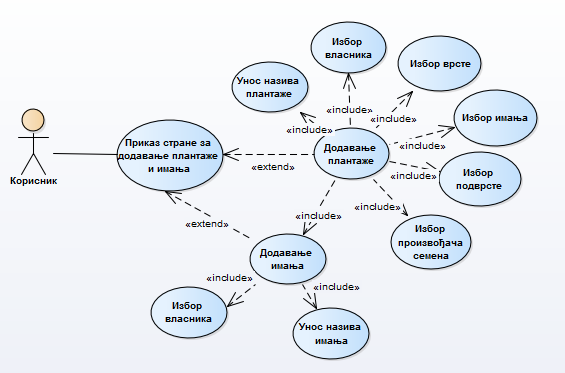 Избор
власника
Избор врсте
Унос назива
плантаже
«include»
«include»
«include»
Избор имања
«include»
Приказ стране за
додавање плантаже
и имања
Додавање
плантаже
«extend»
«include»
Избор
подврсте
Корисник
«include»
«include»
Избор
произвођача
семена
«extend»
Додавање
имања
«include»
«include»
Избор
власника
Унос назива
имања